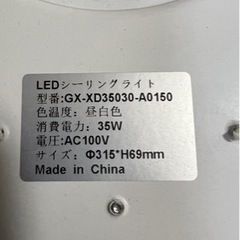 LEDシーリングライト
型番:GX-XD35030-A0150
色温度：昼白色
消費電力：35W
電圧:AC100V
サイズ： Φ315*H69mm
Made in China